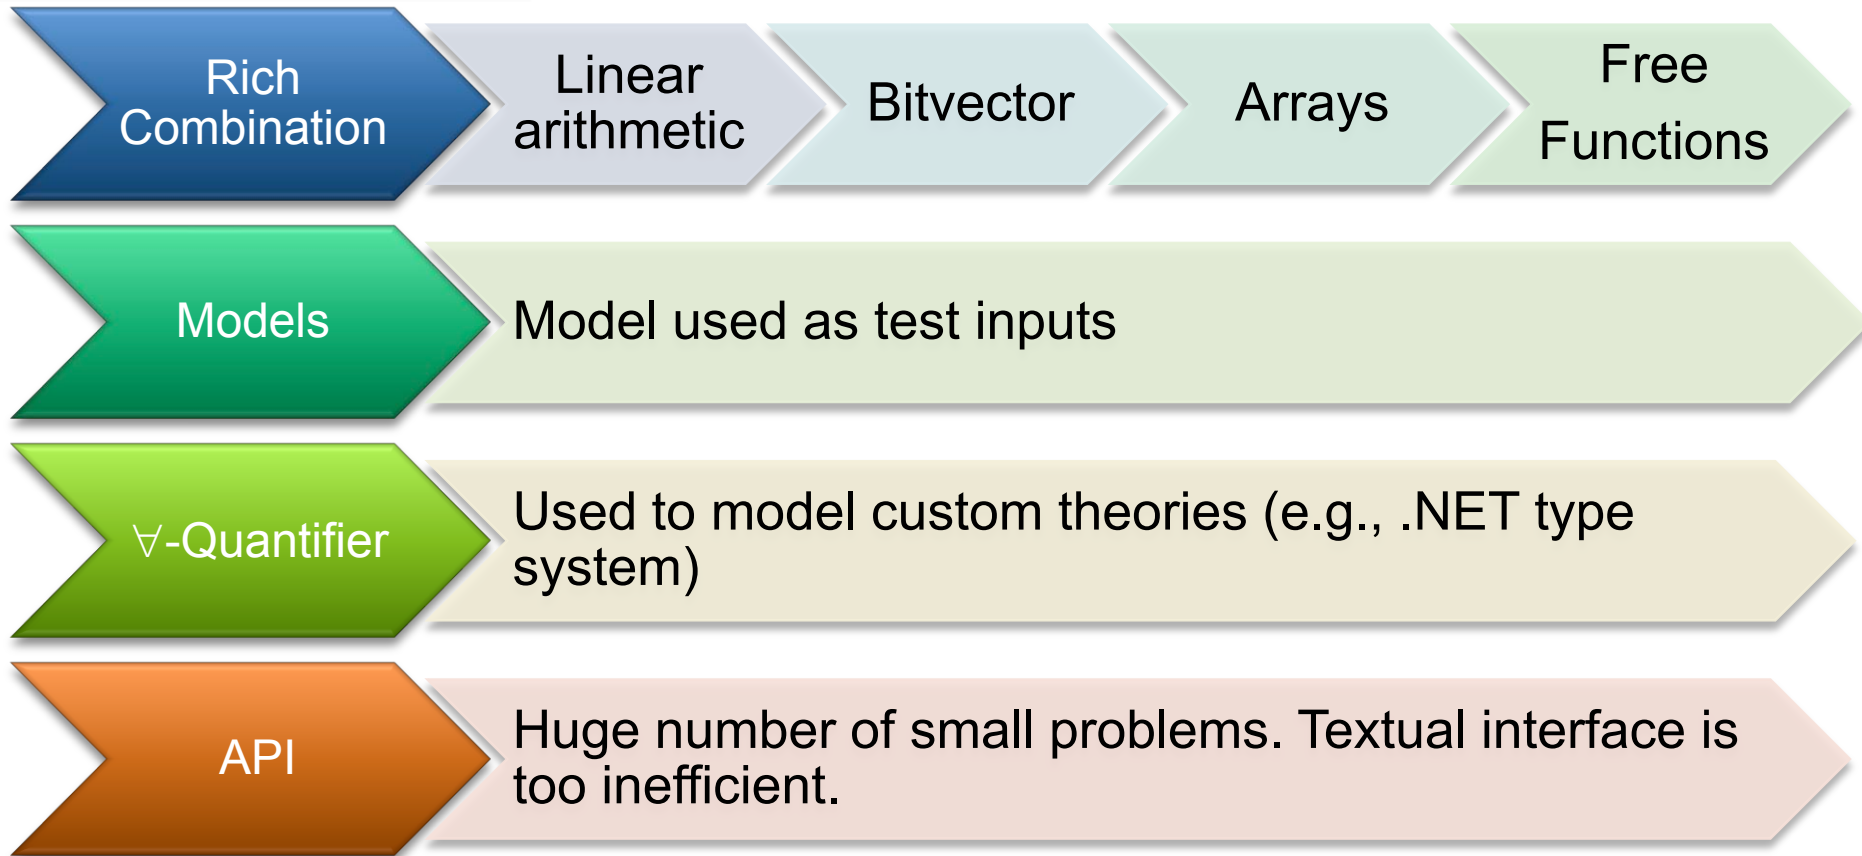 Rich
Combination
Linear
arithmetic
Bitvector
Arrays
Free
Functions
Models
Model used as test inputs
∀-Quantifier
Used to model custom theories (e.g., .NET type
system)
API
Huge number of small problems. Textual interface is
too inefficient.